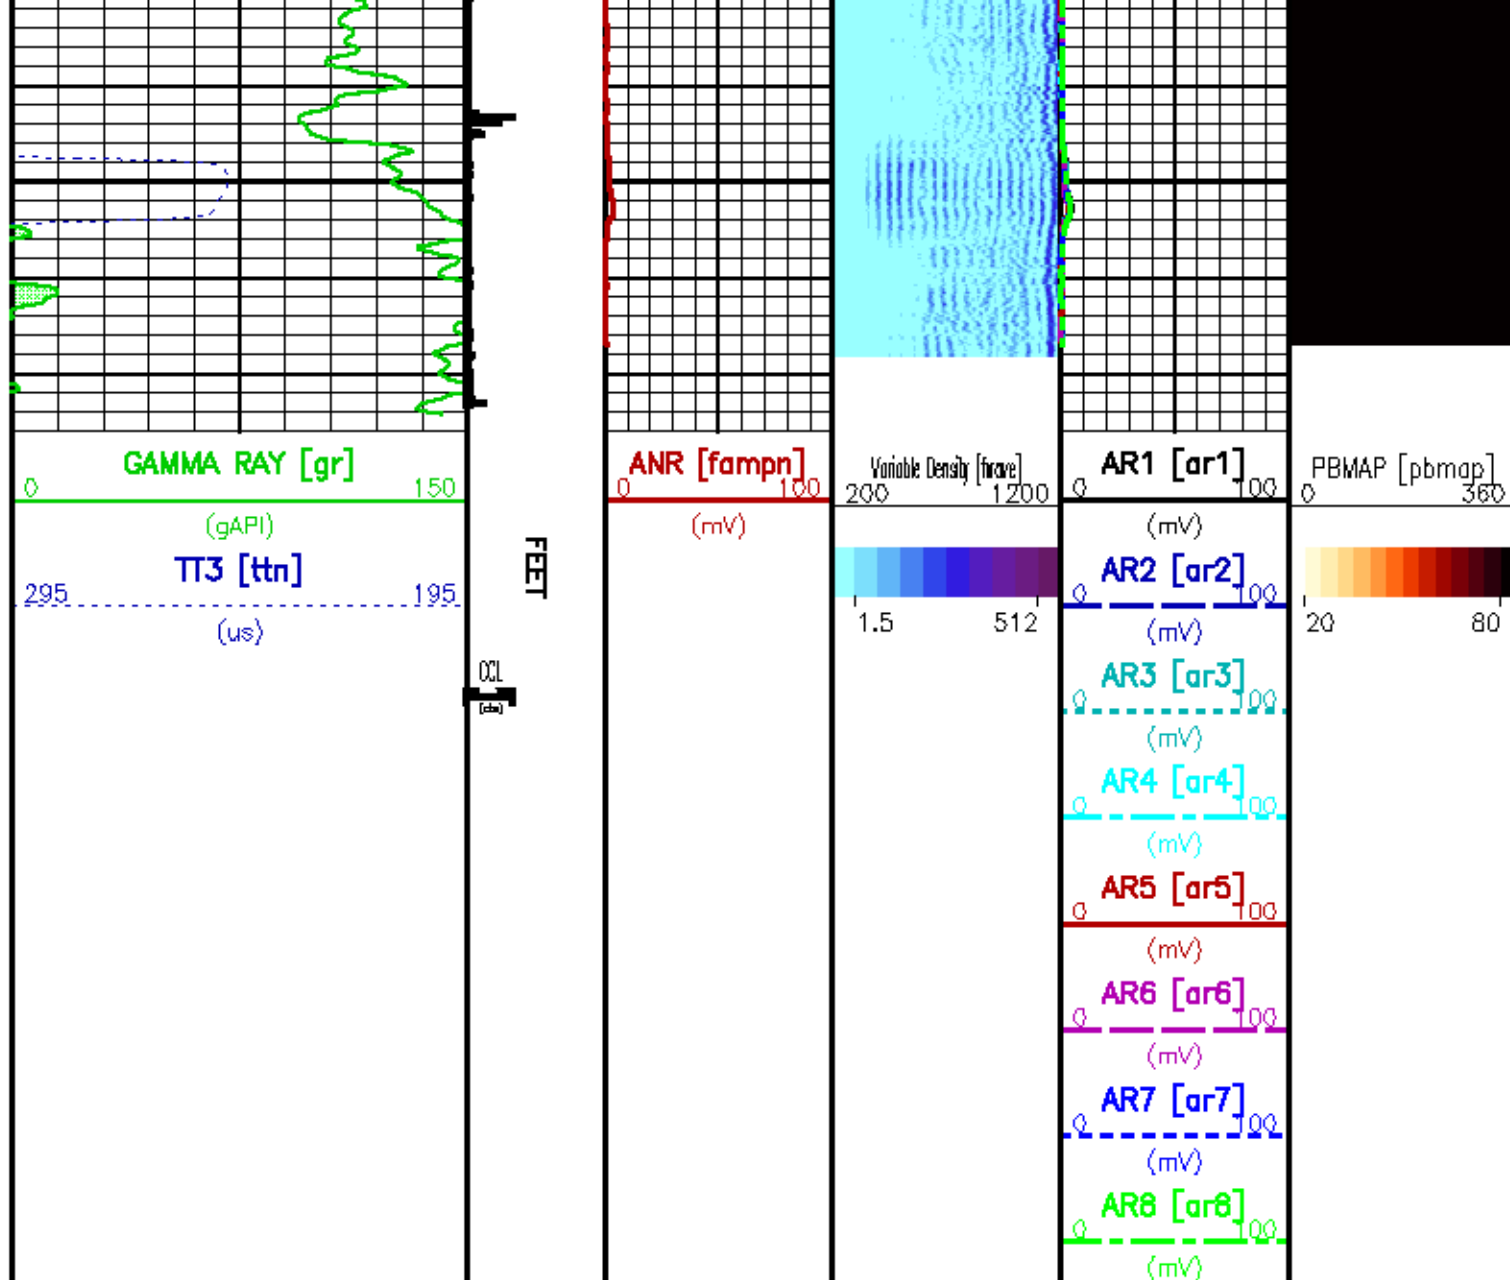 GAMMA RAY [gr]
0 150
(gAPI)
TT3 [ttn]
295 195
(us)
FEET
CCL
ANR [fampn]
0 100
(mV)
Variable Density
200 1200
1.5 512
AR1 [ar1]
0 100
(mV)
AR2 [ar2]
0 100
(mV)
AR3 [ar3]
0 100
(mV)
AR4 [ar4]
0 100
(mV)
AR5 [ar5]
0 100
(mV)
AR6 [ar6]
0 100
(mV)
AR7 [ar7]
0 100
(mV)
AR8 [ar8]
0 100
(mV)
PBMAP [pbmap]
0 360
20 80